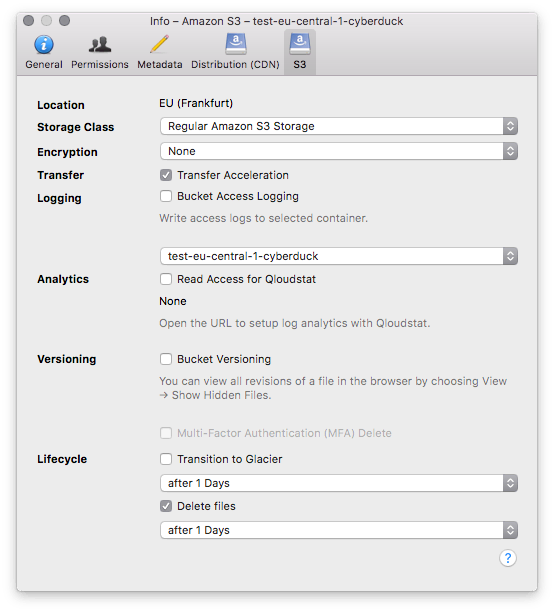 Info – Amazon S3 – test-eu-central-1-cyberduck
General Permissions Metadata Distribution (CDN) S3
Location EU (Frankfurt)
Storage Class Regular Amazon S3 Storage
Encryption None
Transfer Transfer Acceleration
Logging Bucket Access Logging
Write access logs to selected container.
test-eu-central-1-cyberduck
Analytics Read Access for Qloudstat
None
Open the URL to setup log analytics with Qloudstat.
Versioning Bucket Versioning
You can view all revisions of a file in the browser by choosing View
→ Show Hidden Files.
Multi-Factor Authentication (MFA) Delete
Lifecycle Transition to Glacier
after 1 Days
Delete files
after 1 Days
?